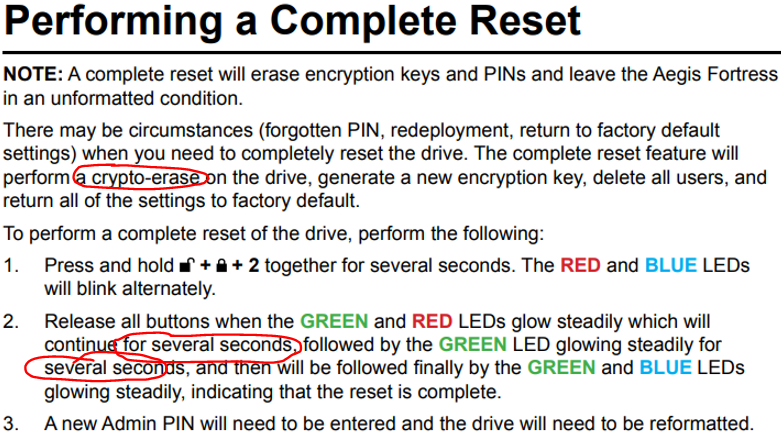 Performing a Complete Reset
NOTE: A complete reset will erase encryption keys and PINs and leave the Aegis Fortress
in an unformatted condition.
There may be circumstances (forgotten PIN, redeployment, return to factory default
settings) when you need to completely reset the drive. The complete reset feature will
perform a crypto-erase on the drive, generate a new encryption key, delete all users, and
return all of the settings to factory default.
To perform a complete reset of the drive, perform the following:
1. Press and hold 🔓 + 🔒 + 2 together for several seconds. The RED and BLUE LEDs
will blink alternately.
2. Release all buttons when the GREEN and RED LEDs glow steadily which will
continue for several seconds, followed by the GREEN LED glowing steadily for
several seconds, and then will be followed finally by the GREEN and BLUE LEDs
glowing steadily, indicating that the reset is complete.
3. A new Admin PIN will need to be entered and the drive will need to be reformatted.